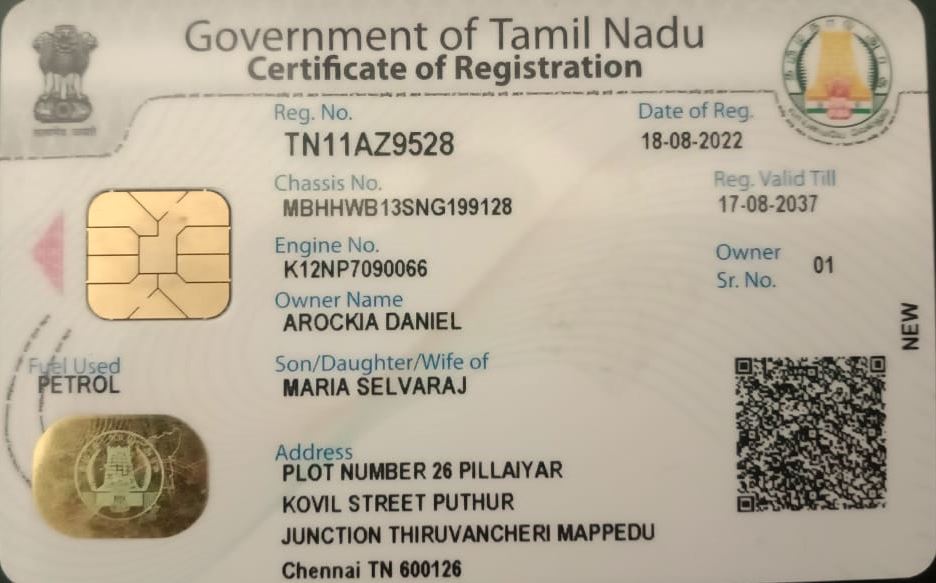 Government of Tamil Nadu
Certificate of Registration
Reg. No.
TN11AZ9528
Date of Reg.
18-08-2022
Chassis No.
MBHHWB13SNG199128
Reg. Valid Till
17-08-2037
Engine No.
K12NP7090066
Owner
Sr. No.
01
Owner Name
AROCKIA DANIEL
NEW
Fuel Used
PETROL
Son/Daughter/Wife of
MARIA SELVARAJ
Address
PLOT NUMBER 26 PILLAIYAR
KOVIL STREET PUTHUR
JUNCTION THIRUVANCHERI MAPPEDU
Chennai TN 600126